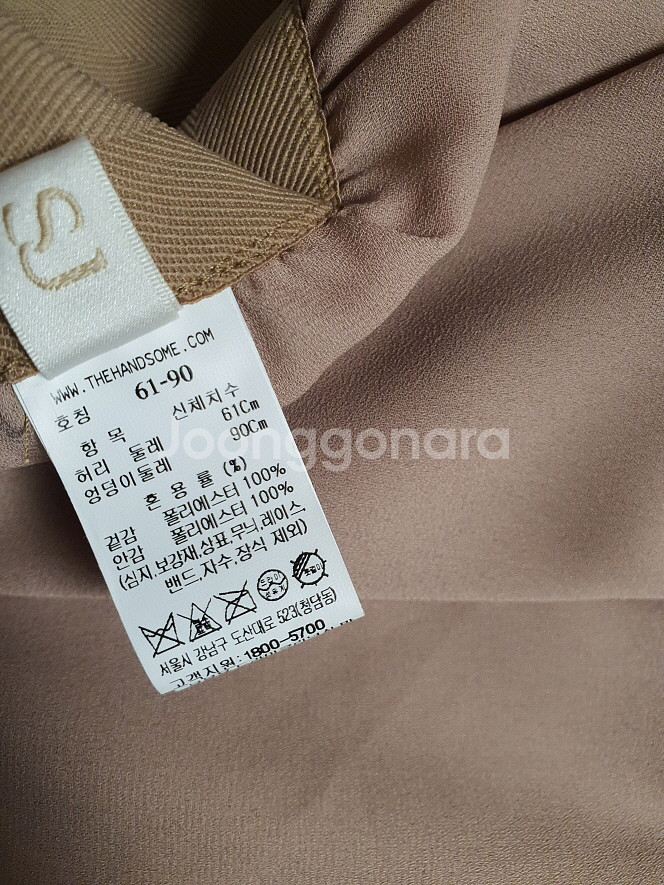 SJ
WWW.THEHANDSOME.COM
호칭 61-90
항 목 신체치수
허리 둘레 61Cm
엉덩이둘레 90Cm
혼 용 률 (%)
겉감 폴리에스터 100%
안감 폴리에스터 100%
(심지,보강재,상표,무늬,레이스,
밴드,자수,장식 제외)
서울시 강남구 도산대로 523(청담동)
고객지원: 1800-5700
Joonggonara